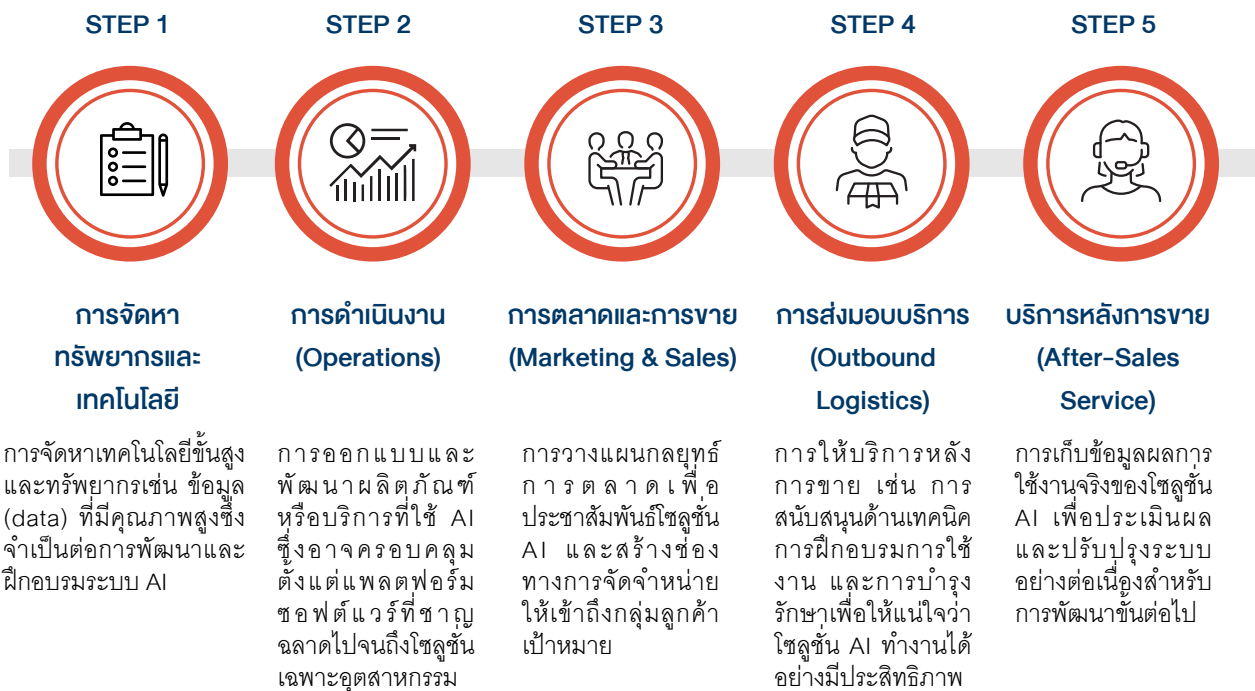 STEP 1
STEP 2
STEP 3
STEP 4
STEP 5
การจัดหา
ทรัพยากรและ
เทคโนโลยี
การจัดหาเทคโนโลยีขั้นสูง
และทรัพยากรเช่น ข้อมูล
(data) ที่มีคุณภาพสูงซึ่ง
จำเป็นต่อการพัฒนาและ
ฝึกอบรมระบบ AI
การดำเนินงาน
(Operations)
การออกแบบและ
พัฒนาผลิตภัณฑ์
หรือบริการที่ใช้ AI
ซึ่งอาจครอบคลุม
ตั้งแต่แพลตฟอร์ม
ซอฟต์แวร์ที่ชาญ
ฉลาดไปจนถึงโซลูชั่น
เฉพาะอุตสาหกรรม
การตลาดและการขาย
(Marketing & Sales)
การวางแผนกลยุทธ์
การตลาดเพื่อ
ประชาสัมพันธ์โซลูชั่น
AI และสร้างช่อง
ทางการจัดจำหน่าย
ให้เข้าถึงกลุ่มลูกค้า
เป้าหมาย
การส่งมอบบริการ
(Outbound
Logistics)
การให้บริการหลัง
การขาย เช่น การ
สนับสนุนด้านเทคนิค
การฝึกอบรมการใช้
งาน และการบำรุง
รักษาเพื่อให้แน่ใจว่า
โซลูชั่น AI ทำงานได้
อย่างมีประสิทธิภาพ
บริการหลังการขาย
(After-Sales
Service)
การเก็บข้อมูลผลการ
ใช้งานจริงของโซลูชั่น
AI เพื่อประเมินผล
และปรับปรุงระบบ
อย่างต่อเนื่องสำหรับ
การพัฒนาขั้นต่อไป